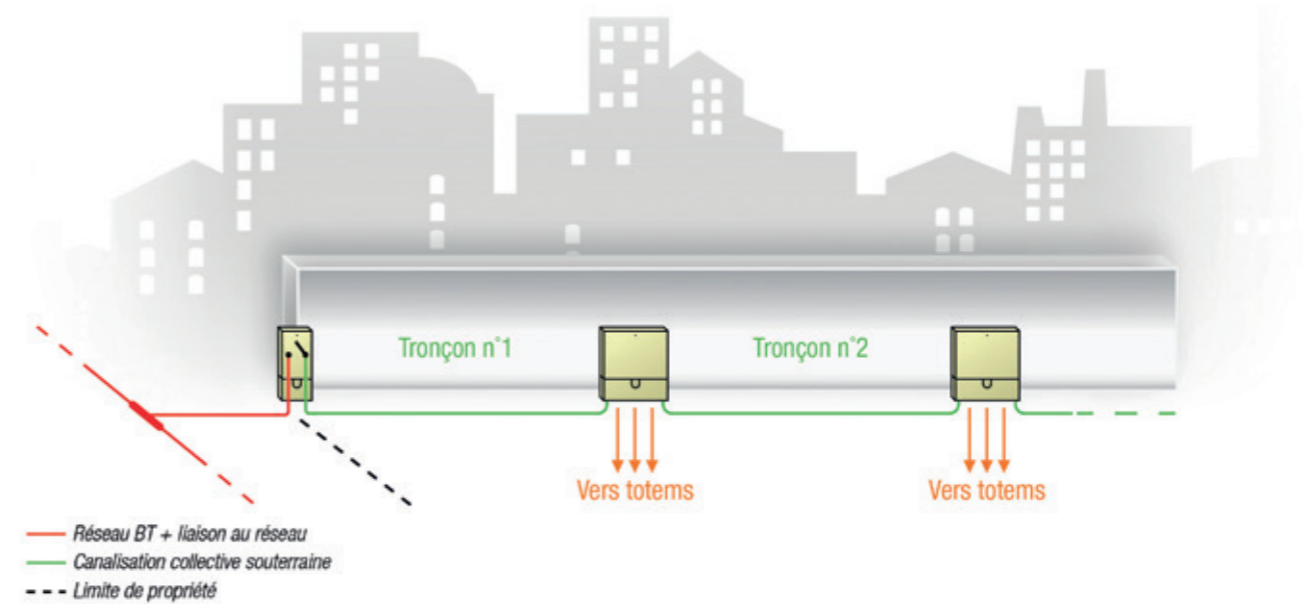 Tronçon n°1
Tronçon n°2
Vers totems
Vers totems
Réseau BT + liaison au réseau
Canalisation collective souterraine
Limite de propriété